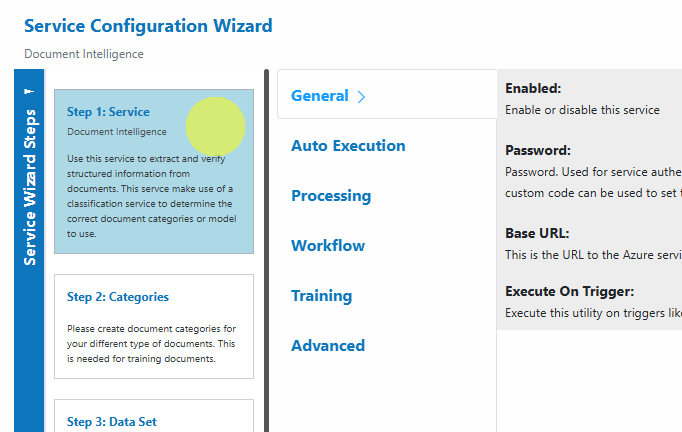 Service Configuration Wizard
Document Intelligence
Service Wizard Steps
Step 1: Service
Document Intelligence
Use this service to extract and verify
structured information from
documents. This servce make use of a
classification service to determine the
correct document categories or model
to use.
Step 2: Categories
Please create document categories for
your different type of documents. This
is needed for training documents.
Step 3: Data Set
General
Auto Execution
Processing
Workflow
Training
Advanced
Enabled:
Enable or disable this service
Password:
Password. Used for service authe
custom code can be used to set t
Base URL:
This is the URL to the Azure servi
Execute On Trigger:
Execute this utility on triggers lik